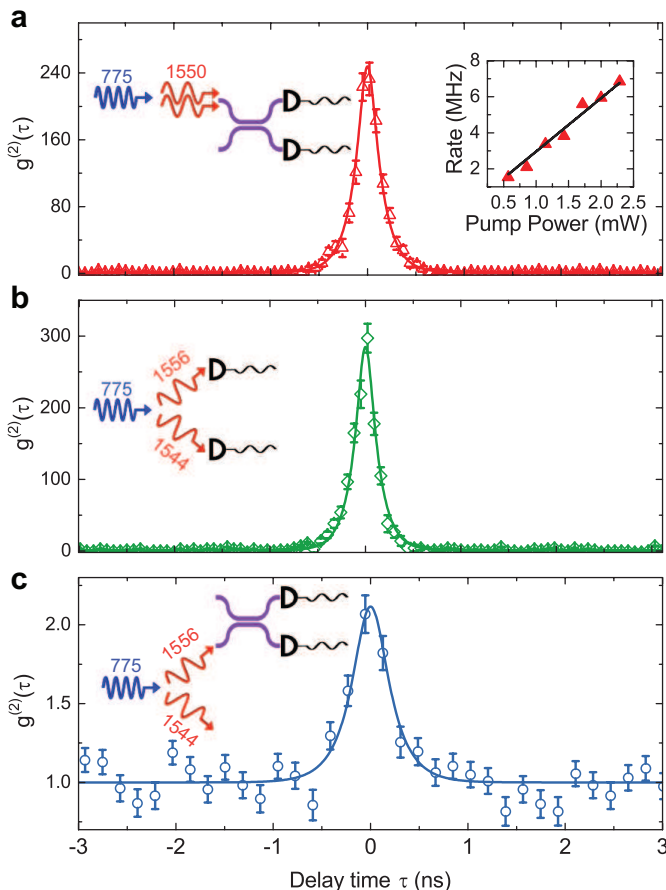 a
240
160
80
0
g(2)(τ)
775
1550
D
D
8
6
4
2
Rate (MHz)
0.5 1.0 1.5 2.0 2.5
Pump Power (mW)
b
300
200
100
0
g(2)(τ)
775
1556
1544
D
D
c
2.0
1.5
1.0
g(2)(τ)
775
1556
1544
D
D
-3 -2 -1 0 1 2 3
Delay time τ (ns)